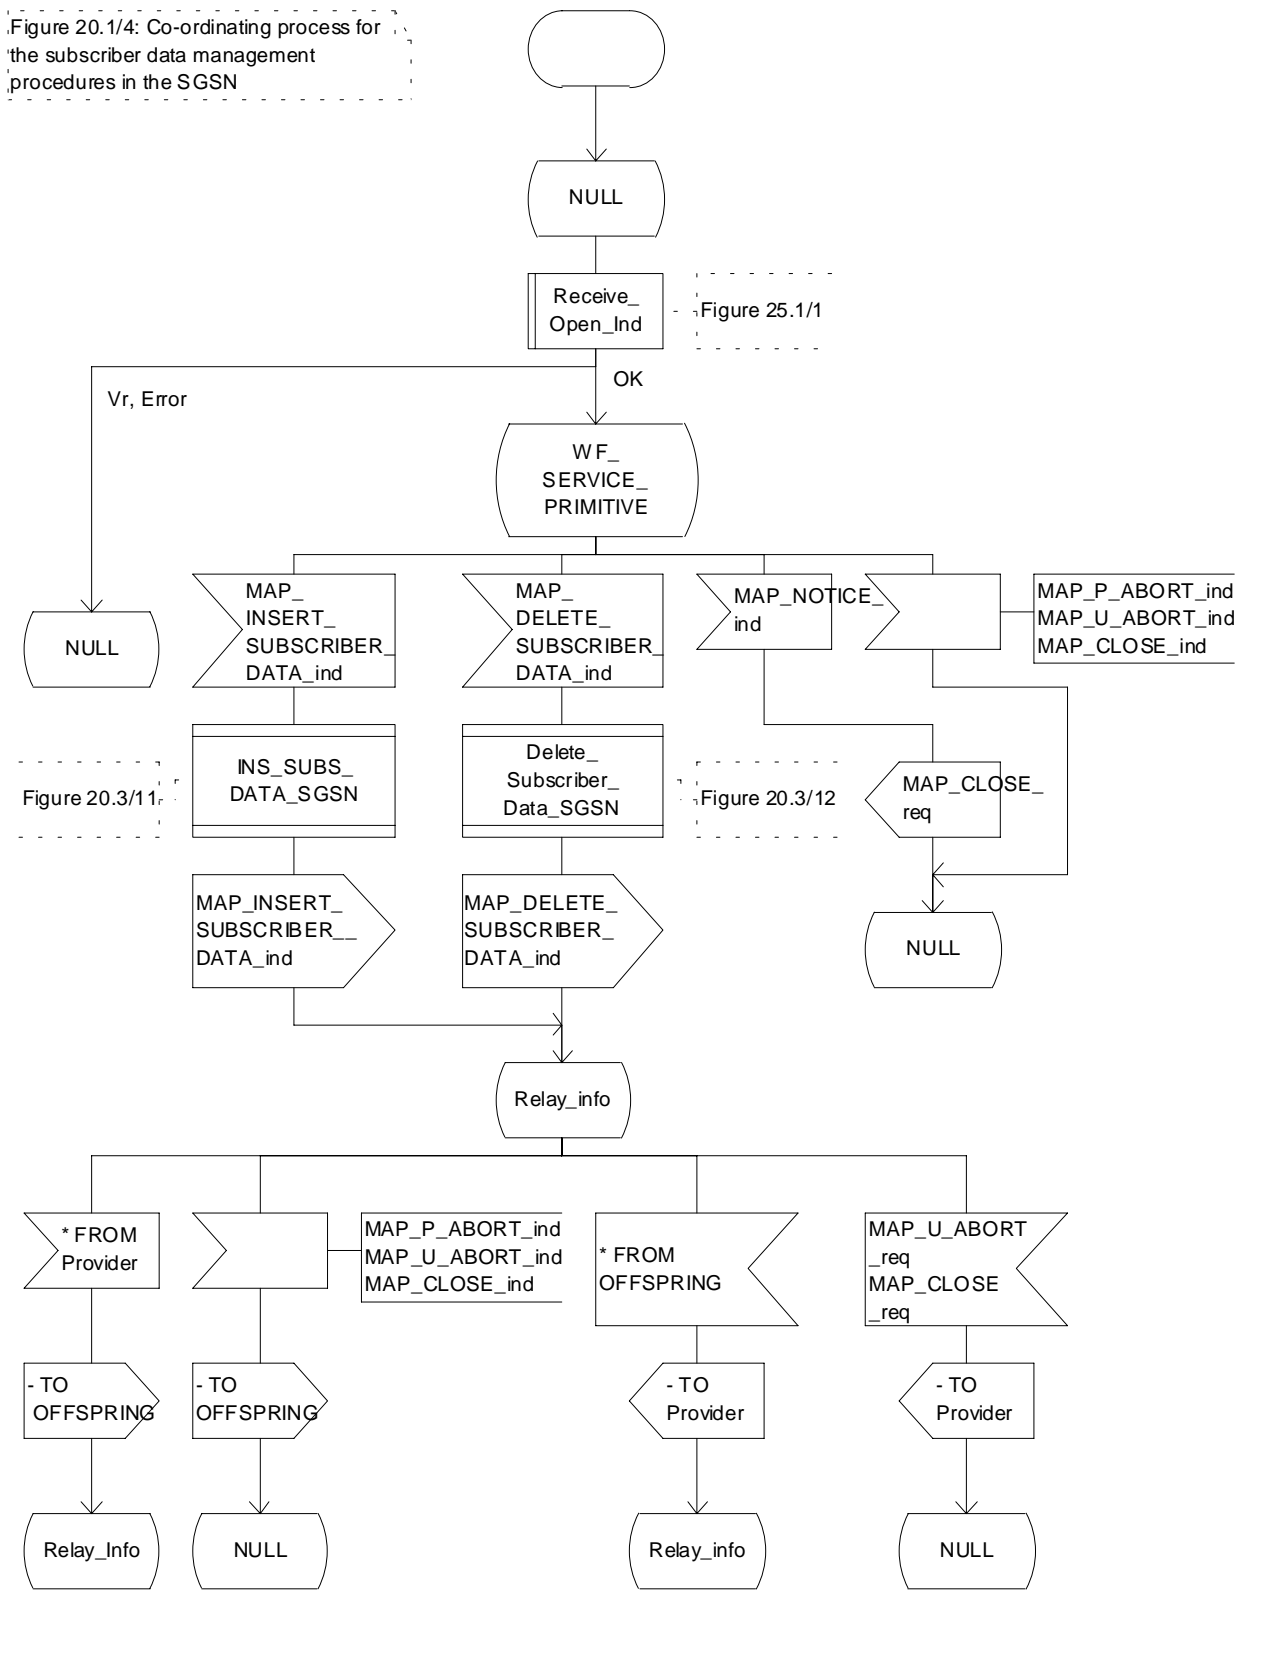 Figure 20.1/4: Co-ordinating process for
the subscriber data management
procedures in the SGSN
NULL
Receive_
Open_Ind
Figure 25.1/1
OK
Vr, Error
WF_
SERVICE_
PRIMITIVE
NULL
MAP_
INSERT_
SUBSCRIBER_
DATA_ind
MAP_
DELETE_
SUBSCRIBER_
DATA_ind
MAP_NOTICE_
ind
MAP_P_ABORT_ind
MAP_U_ABORT_ind
MAP_CLOSE_ind
Figure 20.3/11
INS_SUBS_
DATA_SGSN
Delete_
Subscriber_
Data_SGSN
Figure 20.3/12
MAP_CLOSE_
req
MAP_INSERT_
SUBSCRIBER__
DATA_ind
MAP_DELETE_
SUBSCRIBER_
DATA_ind
NULL
Relay_info
* FROM
Provider
MAP_P_ABORT_ind
MAP_U_ABORT_ind
MAP_CLOSE_ind
* FROM
OFFSPRING
MAP_U_ABORT
_req
MAP_CLOSE
_req
- TO
OFFSPRING
- TO
OFFSPRING
- TO
Provider
- TO
Provider
Relay_Info
NULL
Relay_info
NULL